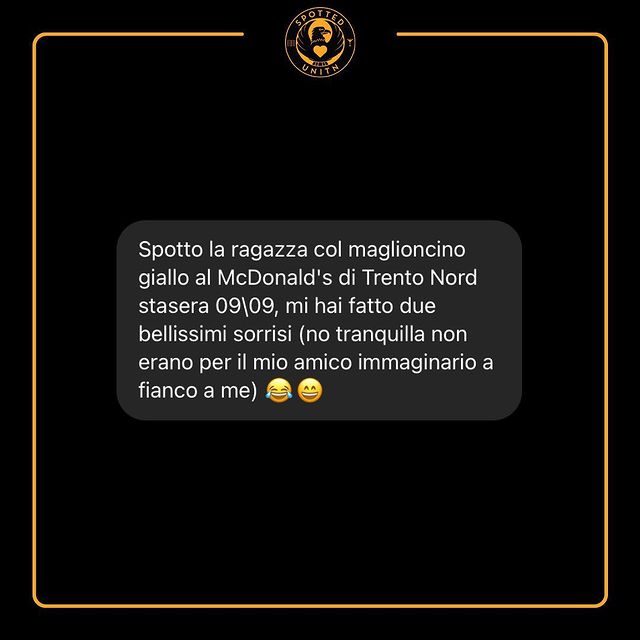 SPOTTED
UNITN
Spotto la ragazza col maglioncino
giallo al McDonald's di Trento Nord
stasera 09\09, mi hai fatto due
bellissimi sorrisi (no tranquilla non
erano per il mio amico immaginario a
fianco a me) 😂😄